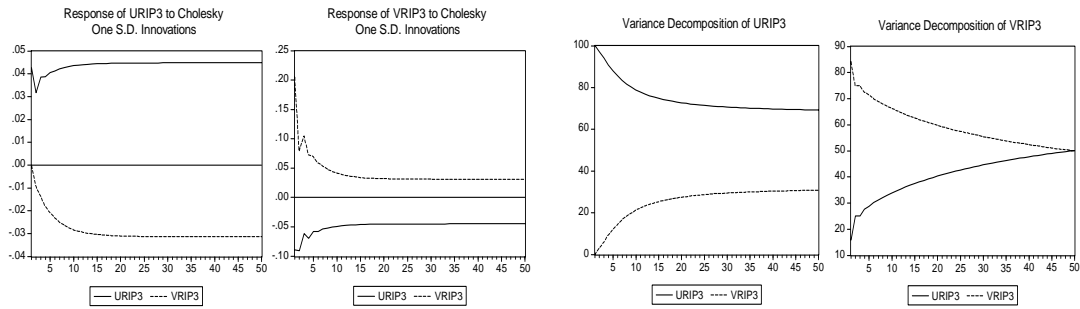 Response of URIP3 to Cholesky
One S.D. Innovations
.05
.04
.03
.02
.01
.00
-.01
-.02
-.03
-.04
5 10 15 20 25 30 35 40 45 50
URIP3 VRIP3
Response of VRIP3 to Cholesky
One S.D. Innovations
.25
.20
.15
.10
.05
.00
-.05
-.10
5 10 15 20 25 30 35 40 45 50
URIP3 VRIP3
Variance Decomposition of URIP3
100
80
60
40
20
0
5 10 15 20 25 30 35 40 45 50
URIP3 VRIP3
Variance Decomposition of VRIP3
90
80
70
60
50
40
30
20
10
5 10 15 20 25 30 35 40 45 50
URIP3 VRIP3